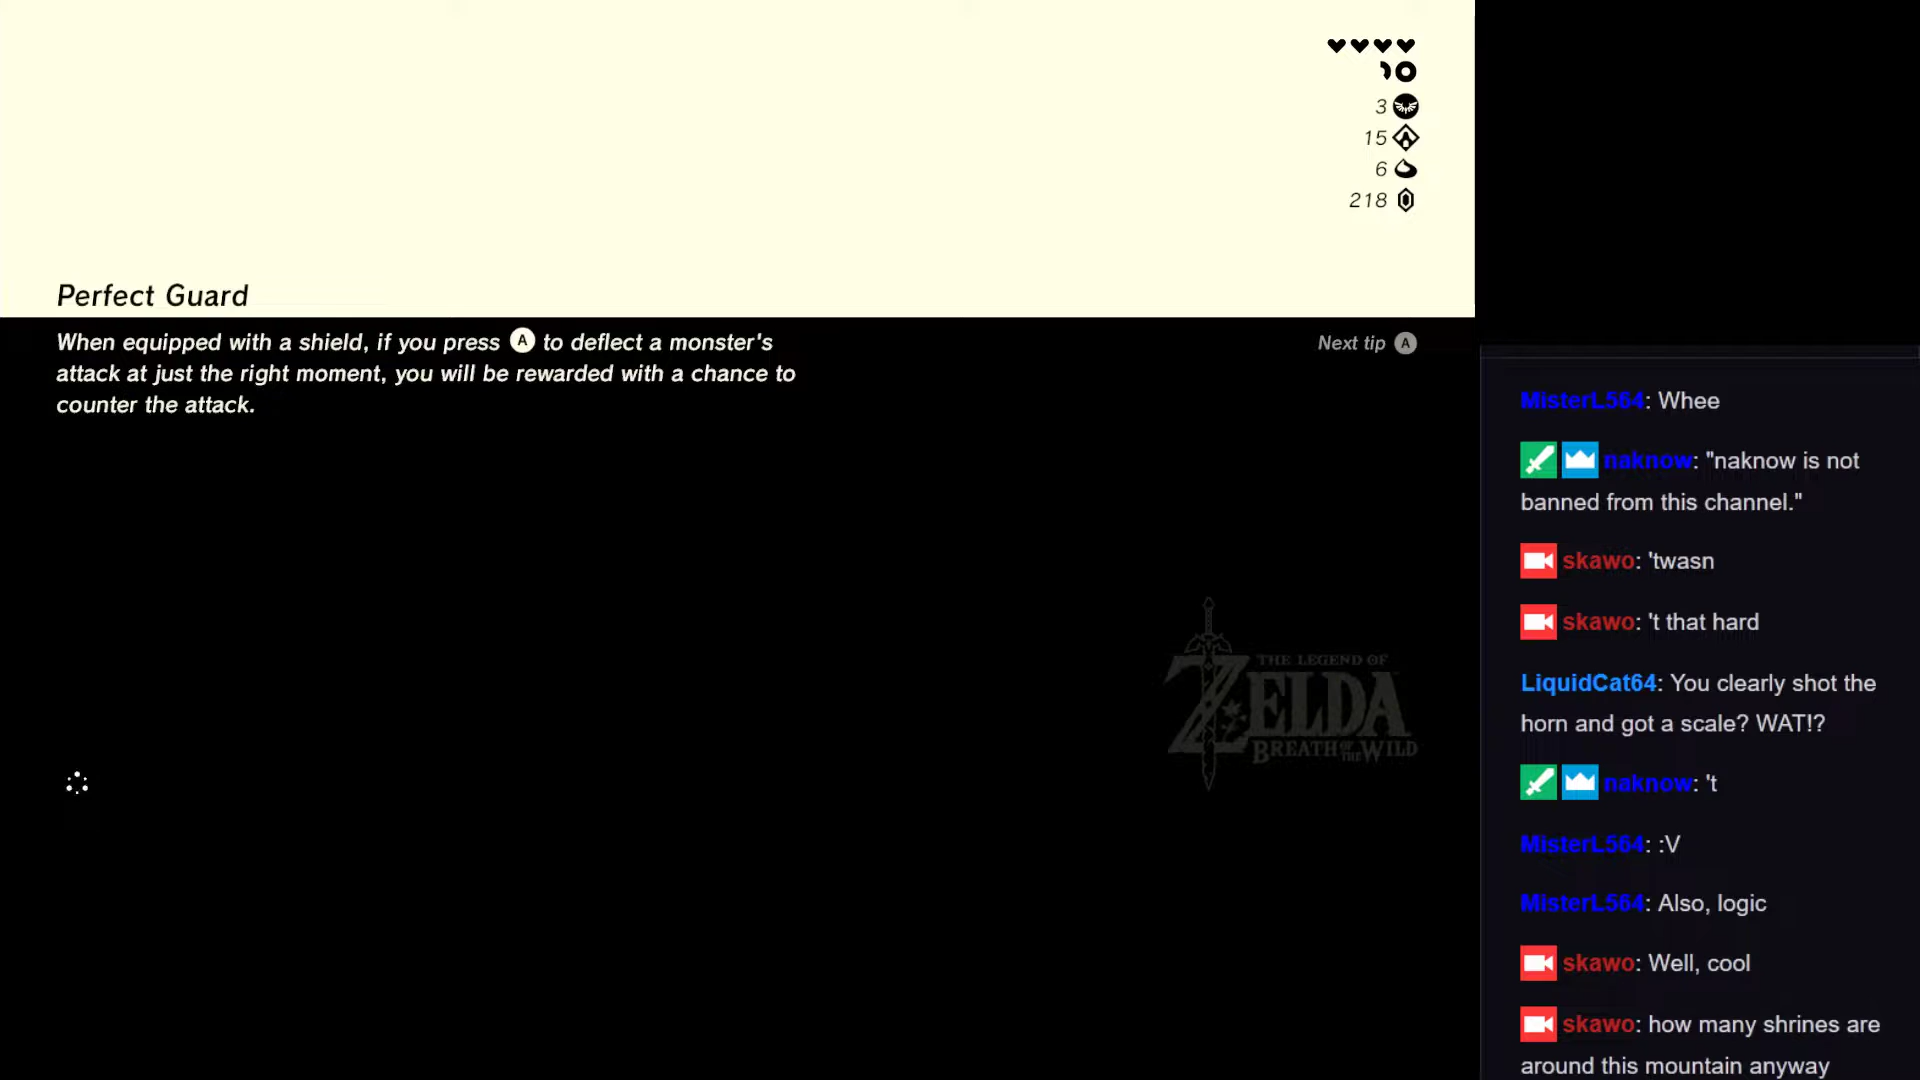 3
15
6
218
Perfect Guard
When equipped with a shield, if you press A to deflect a monster's
attack at just the right moment, you will be rewarded with a chance to
counter the attack.
Next tip A
THE LEGEND OF
ZELDA
BREATH OF THE WILD
MisterL564: Whee
naknow: "naknow is not
banned from this channel."
skawo: 'twasn
skawo: 't that hard
LiquidCat64: You clearly shot the
horn and got a scale? WAT!?
naknow: 't
MisterL564: :V
MisterL564: Also, logic
skawo: Well, cool
skawo: how many shrines are
around this mountain anyway